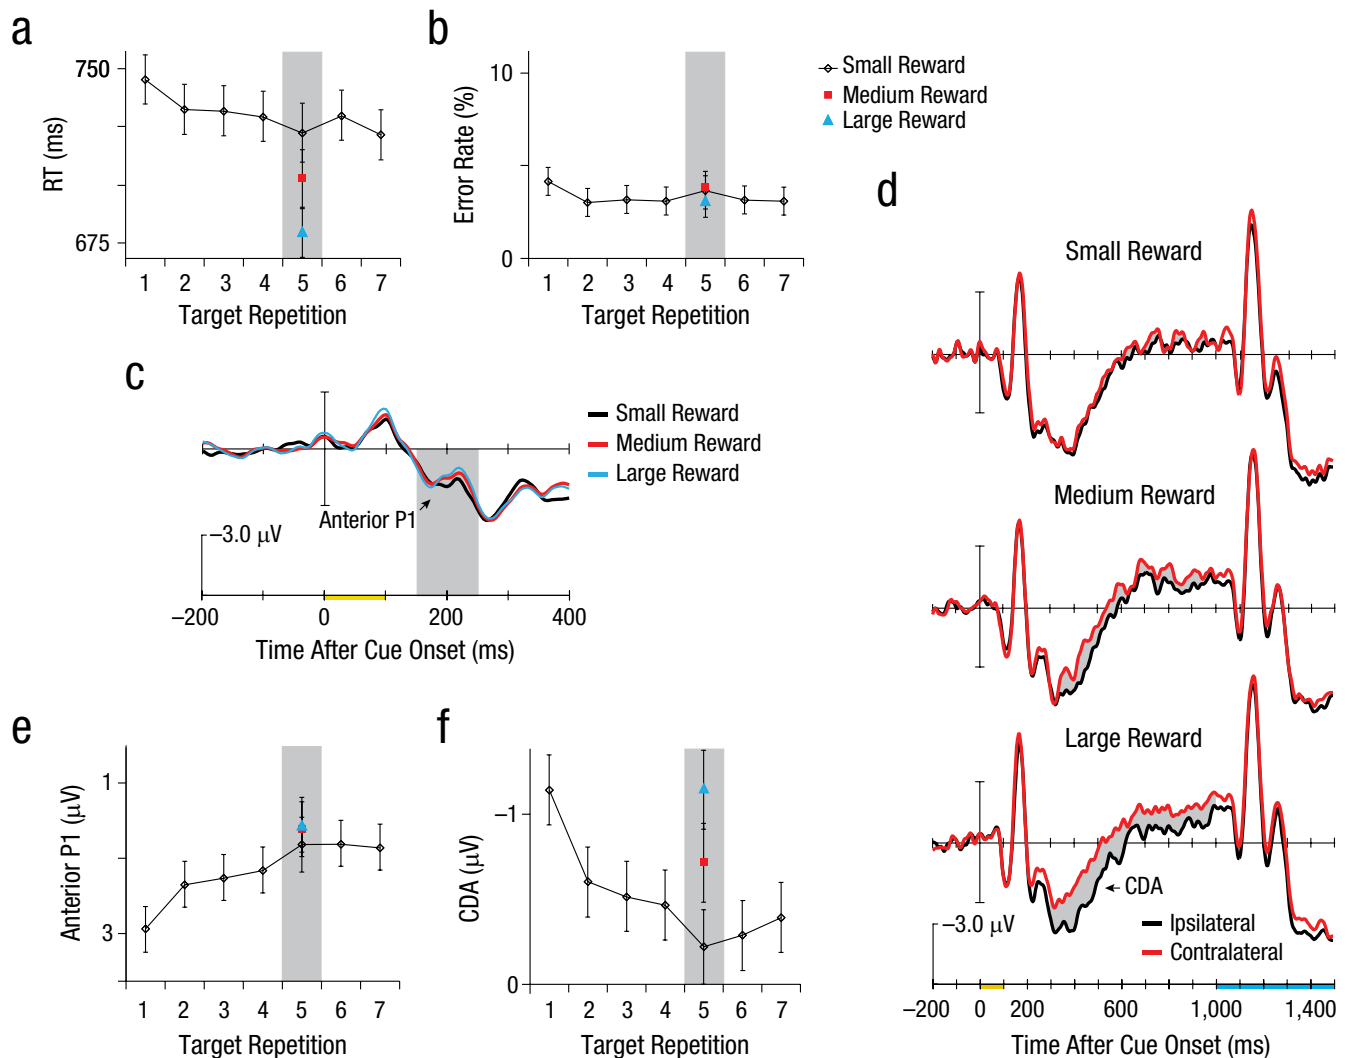 a
750
RT (ms)
675
1 2 3 4 5 6 7
Target Repetition
b
10
Error Rate (%)
5
0
1 2 3 4 5 6 7
Target Repetition
Small Reward
Medium Reward
Large Reward
c
Anterior P1
−3.0 µV
−200 0 200 400
Time After Cue Onset (ms)
Small Reward
Medium Reward
Large Reward
d
Small Reward
Medium Reward
Large Reward
CDA
−3.0 µV
Ipsilateral
Contralateral
−200 0 200 600 1,000 1,400
Time After Cue Onset (ms)
e
1
Anterior P1 (µV)
3
1 2 3 4 5 6 7
Target Repetition
f
−1
CDA (µV)
0
1 2 3 4 5 6 7
Target Repetition